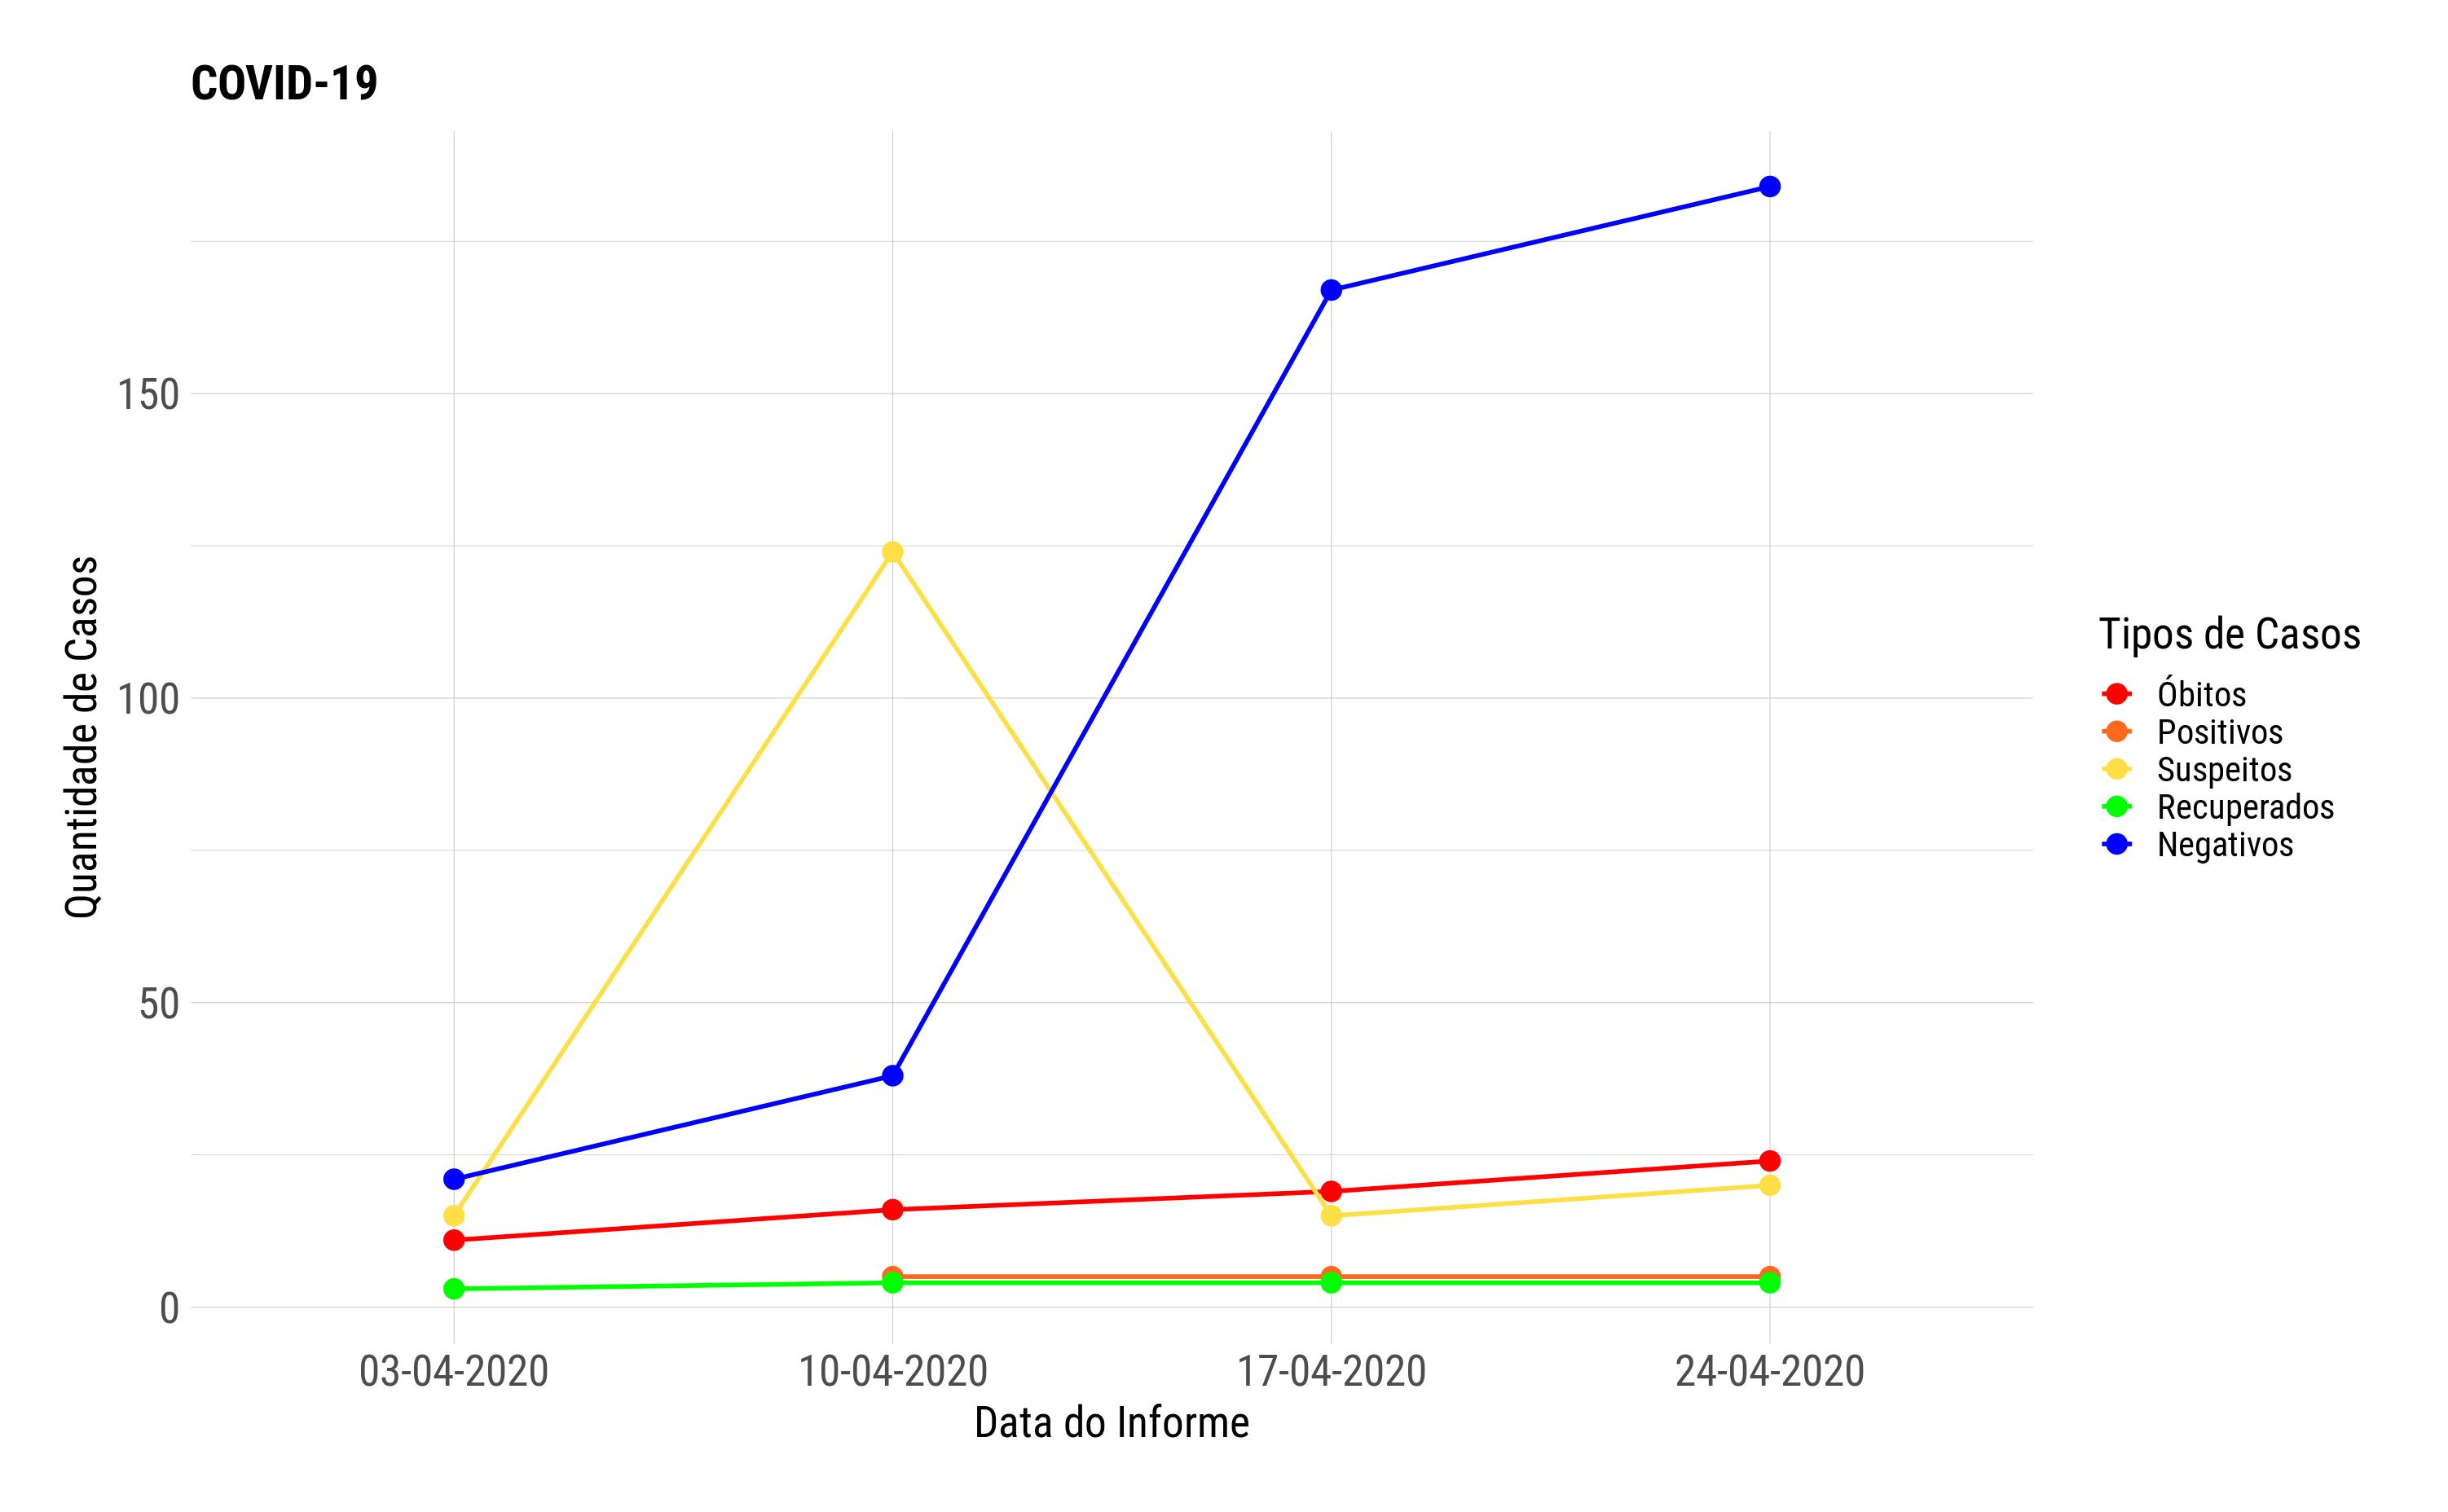 COVID-19
Quantidade de Casos
150
100
50
0
03-04-2020 10-04-2020 17-04-2020 24-04-2020
Data do Informe
Tipos de Casos
Óbitos
Positivos
Suspeitos
Recuperados
Negativos